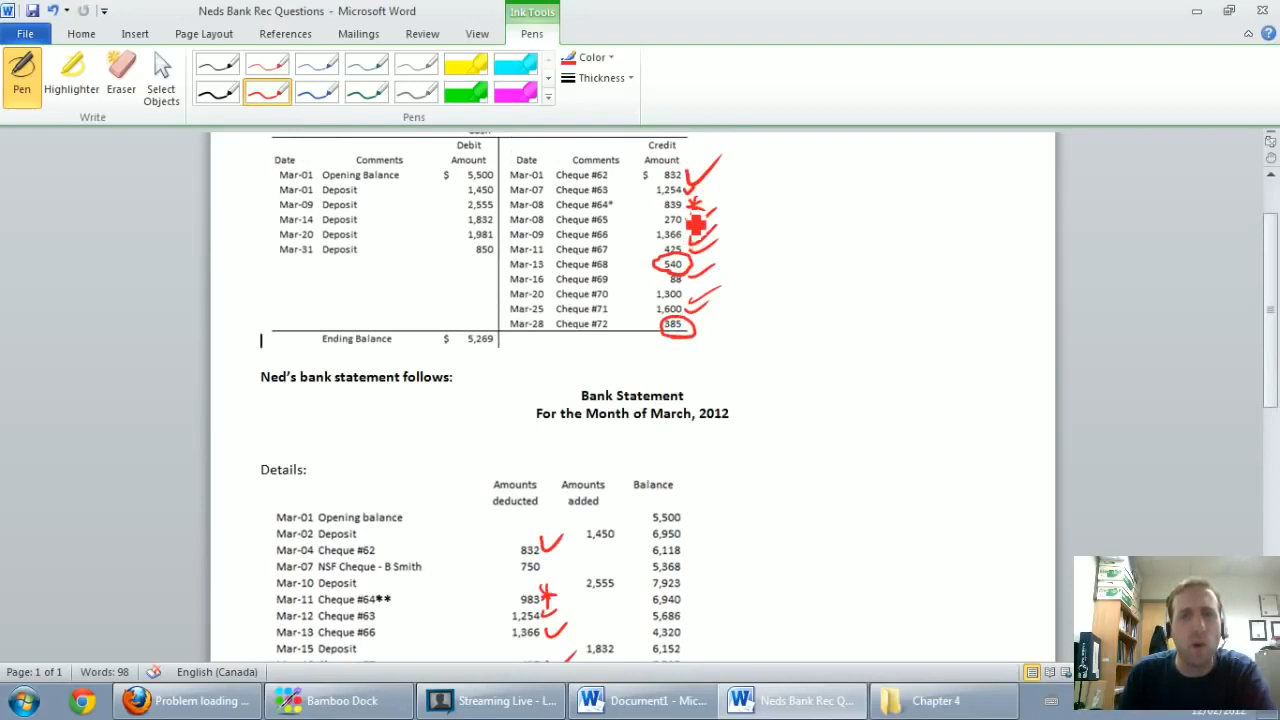 Neds Bank Rec Questions - Microsoft Word
Ink Tools
File Home Insert Page Layout References Mailings Review View Pens
Pen Highlighter Eraser Select Objects
Color
Thickness
Write Pens
Debit Credit
Date Comments Amount Date Comments Amount
Mar-01 Opening Balance $ 5,500 Mar-01 Cheque #62 $ 832
Mar-01 Deposit 1,450 Mar-07 Cheque #63 1,254
Mar-09 Deposit 2,555 Mar-08 Cheque #64* 839
Mar-14 Deposit 1,832 Mar-08 Cheque #65 270
Mar-20 Deposit 1,981 Mar-09 Cheque #66 1,366
Mar-31 Deposit 850 Mar-11 Cheque #67 425
Mar-13 Cheque #68 540
Mar-16 Cheque #69 88
Mar-20 Cheque #70 1,300
Mar-25 Cheque #71 1,600
Mar-28 Cheque #72 385
Ending Balance $ 5,269
Ned's bank statement follows:
Bank Statement
For the Month of March, 2012
Details:
Amounts deducted Amounts added Balance
Mar-01 Opening balance 5,500
Mar-02 Deposit 1,450 6,950
Mar-04 Cheque #62 832 6,118
Mar-07 NSF Cheque - B Smith 750 5,368
Mar-10 Deposit 2,555 7,923
Mar-11 Cheque #64** 983 6,940
Mar-12 Cheque #63 1,254 5,686
Mar-13 Cheque #66 1,366 4,320
Mar-15 Deposit 1,832 6,152
Page: 1 of 1 Words: 98 English (Canada)
Problem loading ... Bamboo Dock Streaming Live - L... Document1 - Mic... Neds Bank Rec Q... Chapter 4